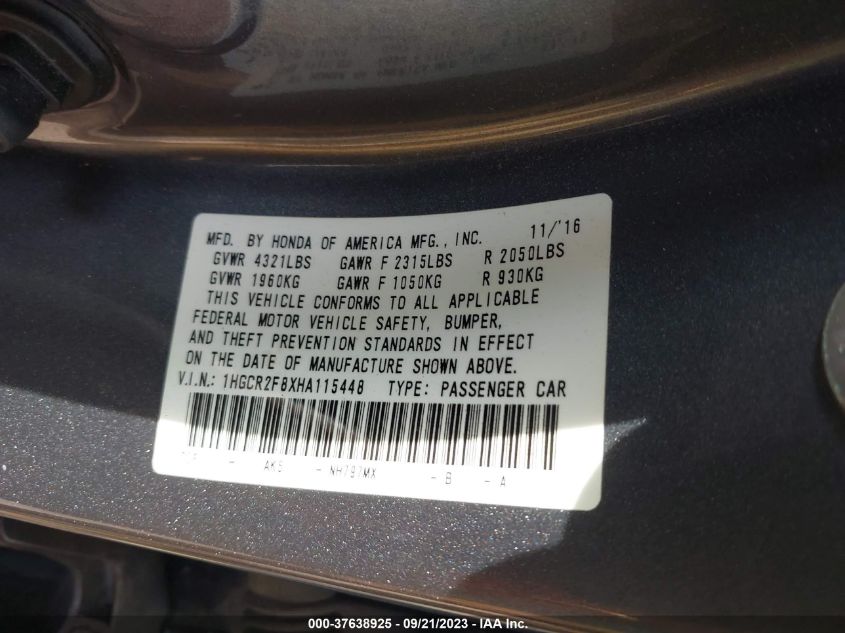 MFD. BY HONDA OF AMERICA MFG., INC. 11/'16
GVWR 4321LBS GAWR F 2315LBS R 2050LBS
GVWR 1960KG GAWR F 1050KG R 930KG
THIS VEHICLE CONFORMS TO ALL APPLICABLE
FEDERAL MOTOR VEHICLE SAFETY, BUMPER,
AND THEFT PREVENTION STANDARDS IN EFFECT
ON THE DATE OF MANUFACTURE SHOWN ABOVE.
V.I.N.: 1HGCR2F8XHA115448 TYPE: PASSENGER CAR
- - NH797MX - B - A
000-37638925 - 09/21/2023 - IAA Inc.